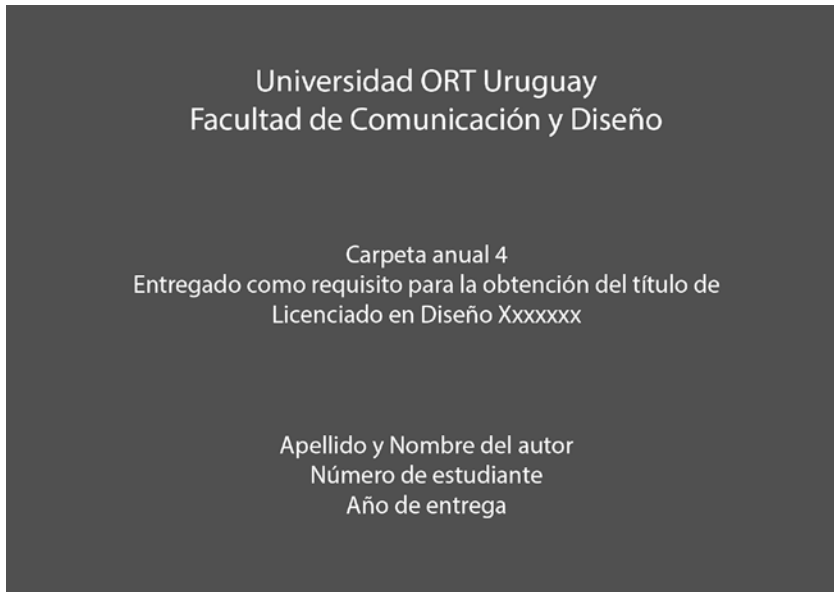 Universidad ORT Uruguay
Facultad de Comunicación y Diseño
Carpeta anual 4
Entregado como requisito para la obtención del título de
Licenciado en Diseño Xxxxxxx
Apellido y Nombre del autor
Número de estudiante
Año de entrega